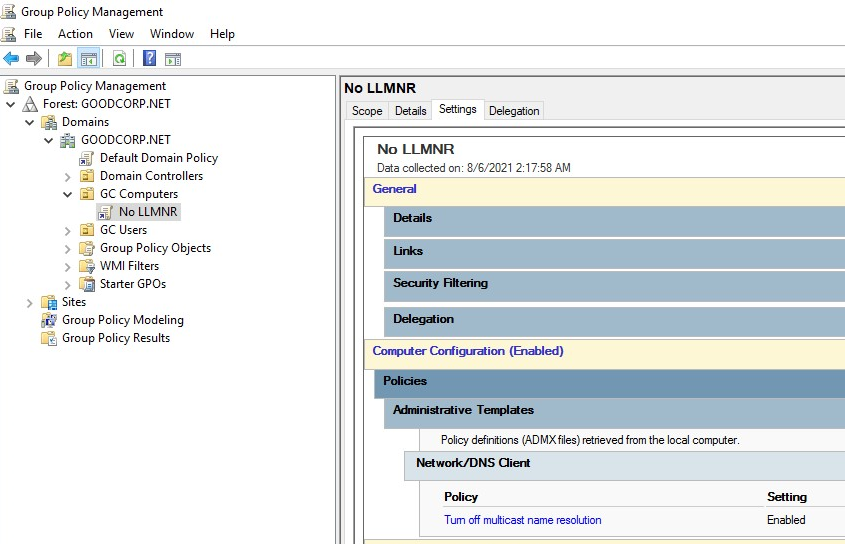 Group Policy Management
File Action View Window Help
Group Policy Management
Forest: GOODCORP.NET
Domains
GOODCORP.NET
Default Domain Policy
Domain Controllers
GC Computers
No LLMNR
GC Users
Group Policy Objects
WMI Filters
Starter GPOs
Sites
Group Policy Modeling
Group Policy Results
No LLMNR
Scope Details Settings Delegation
No LLMNR
Data collected on: 8/6/2021 2:17:58 AM
General
Details
Links
Security Filtering
Delegation
Computer Configuration (Enabled)
Policies
Administrative Templates
Policy definitions (ADMX files) retrieved from the local computer.
Network/DNS Client
Policy Setting
Turn off multicast name resolution Enabled